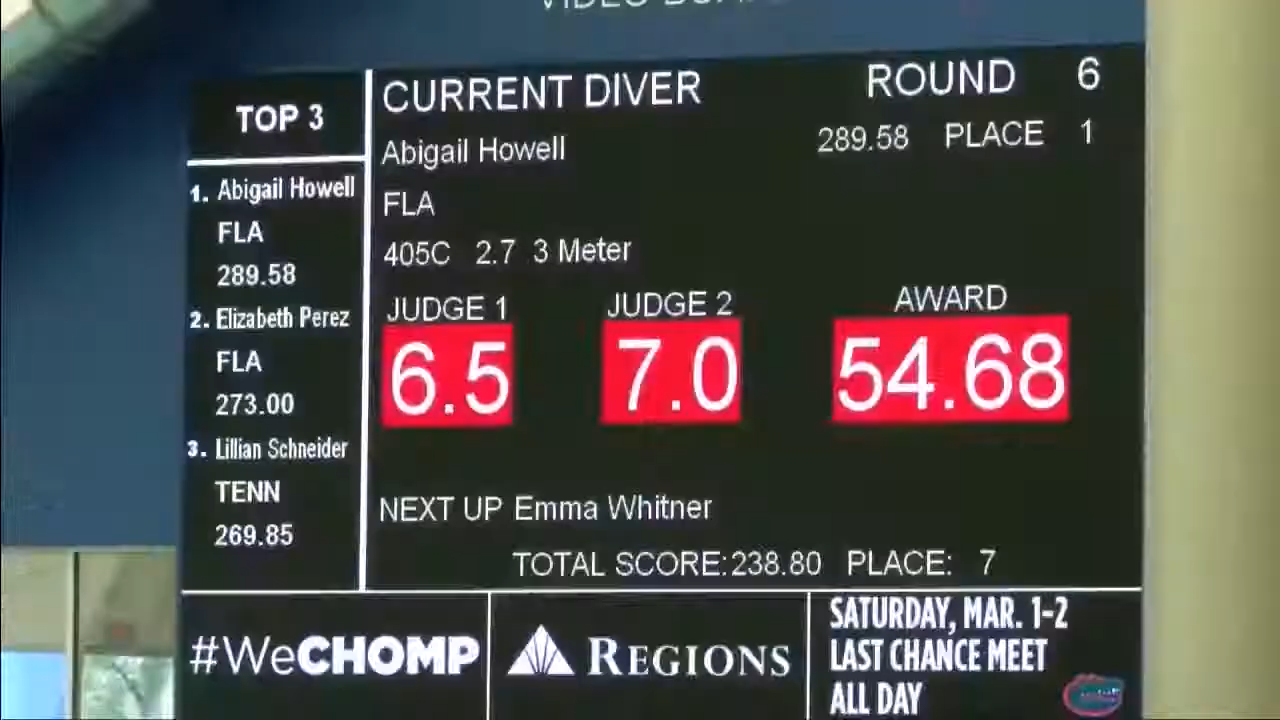 TOP 3
1. Abigail Howell
FLA
289.58
2. Elizabeth Perez
FLA
273.00
3. Lillian Schneider
TENN
269.85
CURRENT DIVER ROUND 6
Abigail Howell 289.58 PLACE 1
FLA
405C 2.7 3 Meter
JUDGE 1 JUDGE 2 AWARD
6.5 7.0 54.68
NEXT UP Emma Whitner
TOTAL SCORE: 238.80 PLACE: 7
#WeCHOMP
REGIONS
SATURDAY, MAR. 1-2
LAST CHANCE MEET
ALL DAY